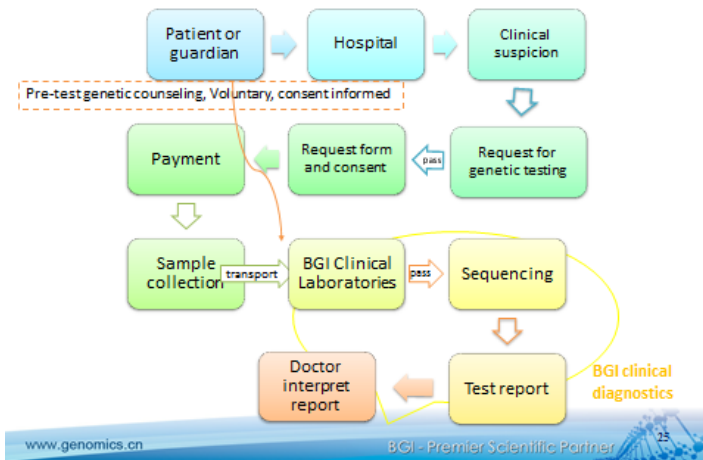 Patient or
guardian
Hospital
Clinical
suspicion
Pre-test genetic counseling, Voluntary, consent informed
Payment
Request form
and consent
pass
Request for
genetic testing
Sample
collection
transport
BGI Clinical
Laboratories
pass
Sequencing
Doctor
interpret
report
Test report
BGI clinical
diagnostics
www.genomics.cn
BGI - Premier Scientific Partner
25